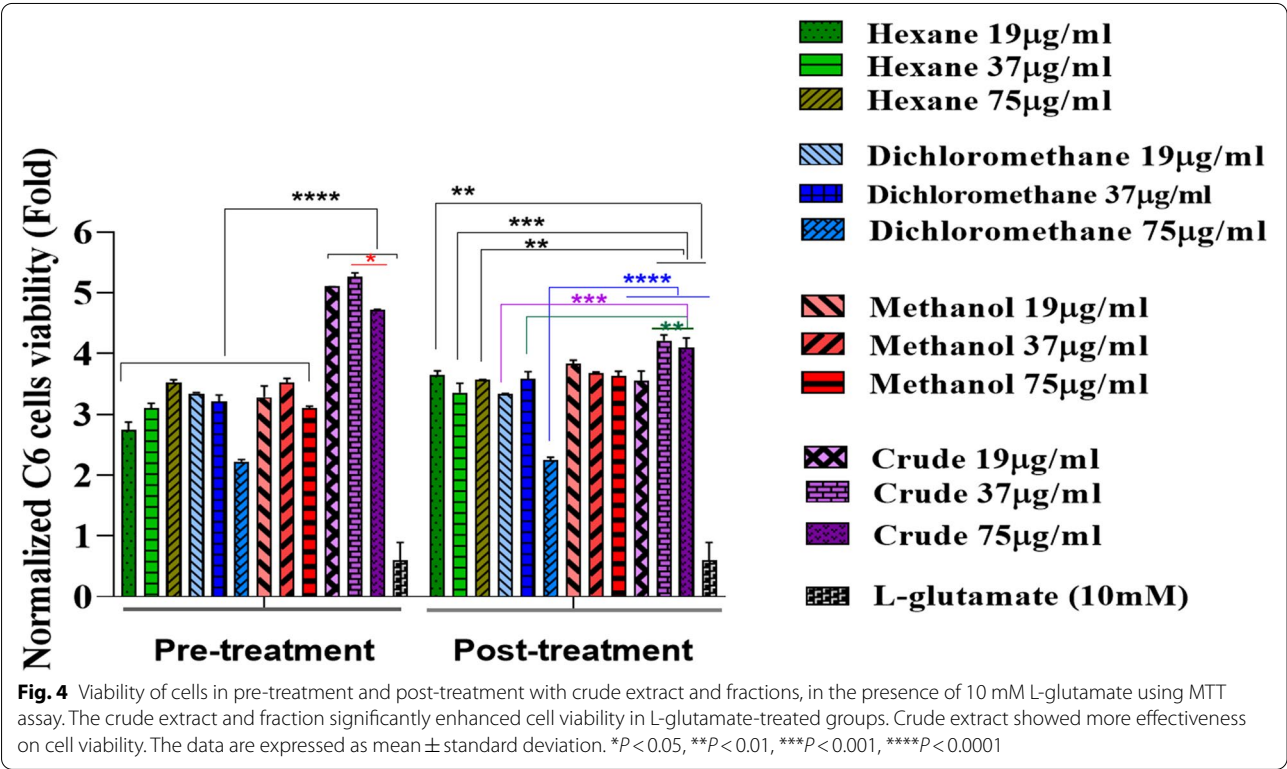 Hexane 19µg/ml
Hexane 37µg/ml
Hexane 75µg/ml
Dichloromethane 19µg/ml
Dichloromethane 37µg/ml
Dichloromethane 75µg/ml
Methanol 19µg/ml
Methanol 37µg/ml
Methanol 75µg/ml
Crude 19µg/ml
Crude 37µg/ml
Crude 75µg/ml
L-glutamate (10mM)
Normalized C6 cells viability (Fold)
6
5
4
3
2
1
0
****
*
**
***
**
****
***
**
Pre-treatment
Post-treatment
Fig. 4 Viability of cells in pre-treatment and post-treatment with crude extract and fractions, in the presence of 10 mM L-glutamate using MTT
assay. The crude extract and fraction significantly enhanced cell viability in L-glutamate-treated groups. Crude extract showed more effectiveness
on cell viability. The data are expressed as mean ± standard deviation. *P < 0.05, **P < 0.01, ***P < 0.001, ****P < 0.0001